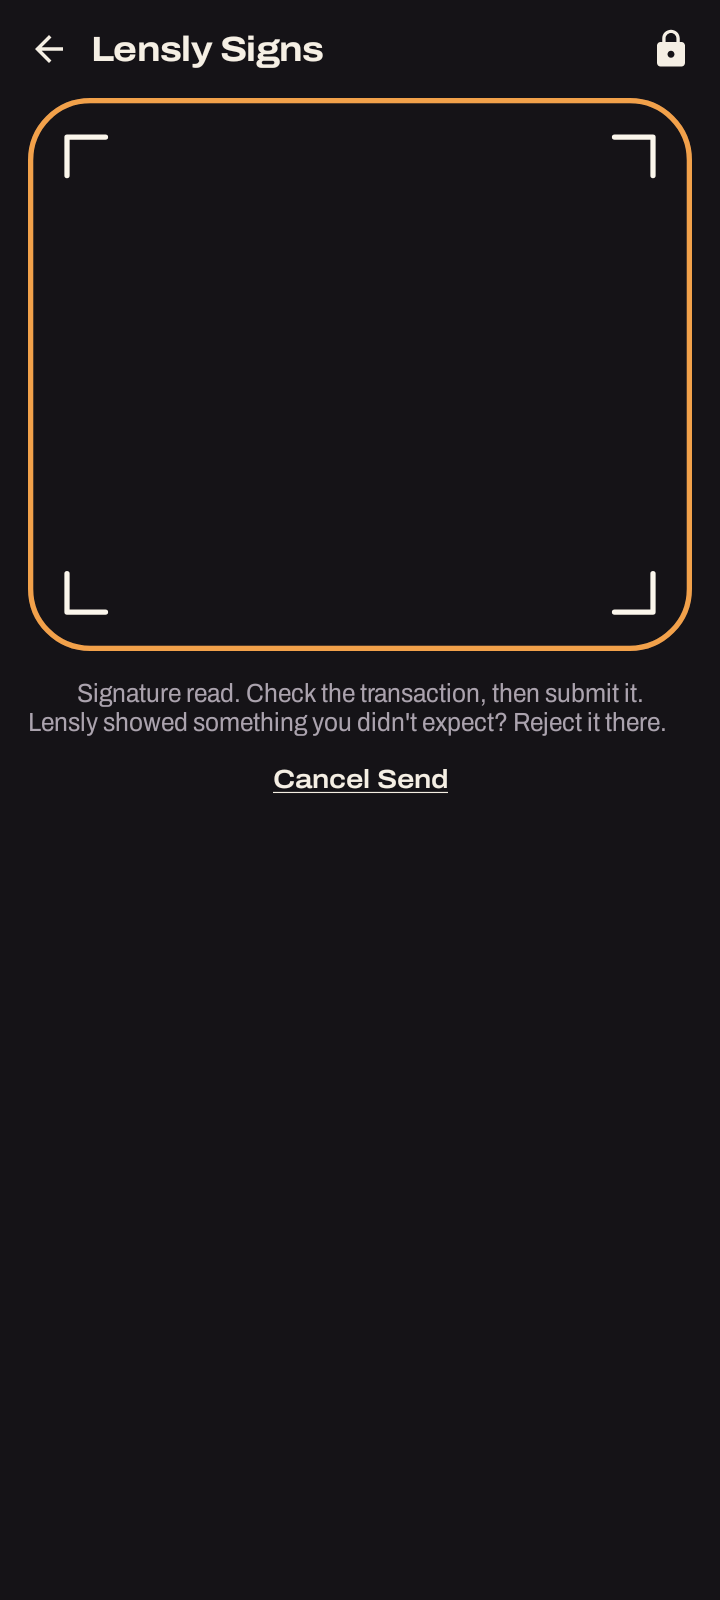 Lensly Signs
Signature read. Check the transaction, then submit it.
Lensly showed something you didn't expect? Reject it there.
Cancel Send